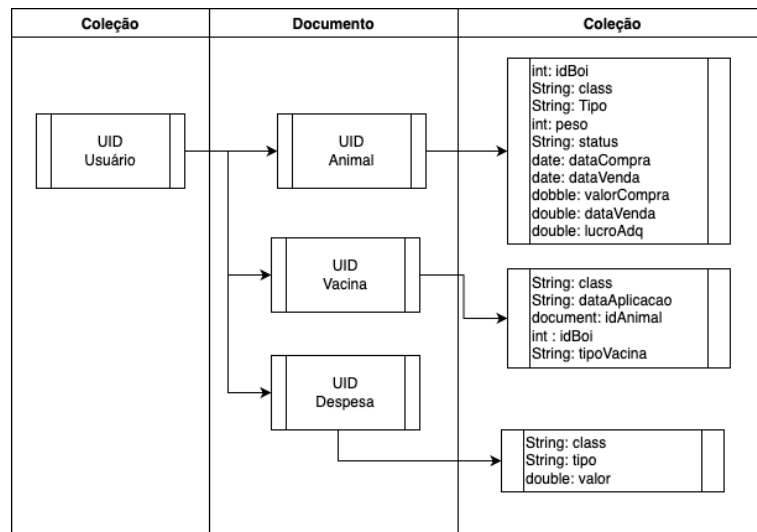 Coleção
Documento
Coleção
UID
Usuário
UID
Animal
int: idBoi
String: class
String: Tipo
int: peso
String: status
date: dataCompra
date: dataVenda
dobble: valorCompra
double: dataVenda
double: lucroAdq
UID
Vacina
String: class
String: dataAplicacao
document: idAnimal
int : idBoi
String: tipoVacina
UID
Despesa
String: class
String: tipo
double: valor